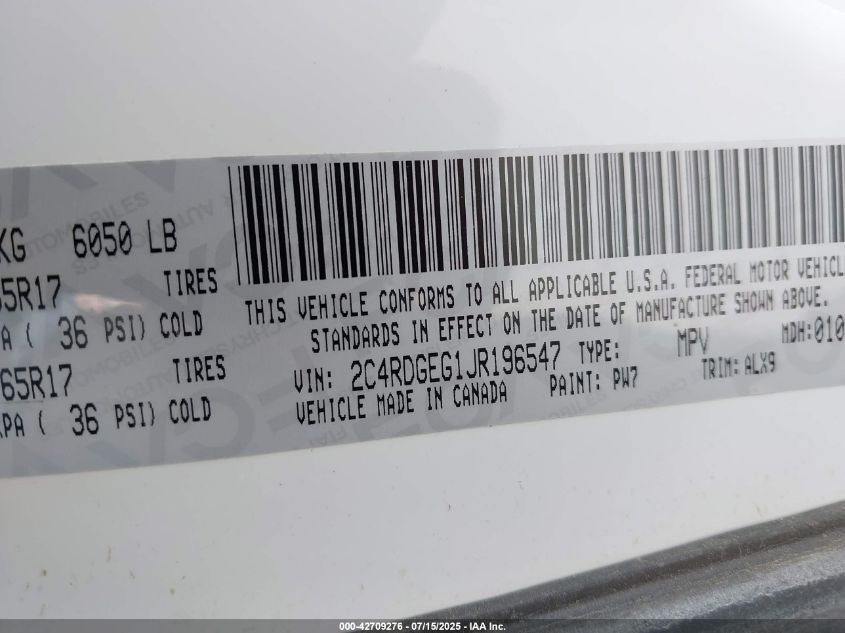 KG 6050 LB
65R17 TIRES
PA ( 36 PSI) COLD
65R17 TIRES
KPA ( 36 PSI) COLD
THIS VEHICLE CONFORMS TO ALL APPLICABLE U.S.A. FEDERAL MOTOR VEHICL
STANDARDS IN EFFECT ON THE DATE OF MANUFACTURE SHOWN ABOVE.
VIN: 2C4RDGEG1JR196547 TYPE: MPV MDH:010
VEHICLE MADE IN CANADA PAINT: PW7 TRIM:ALX9
000-42709276 - 07/15/2025 - IAA Inc.